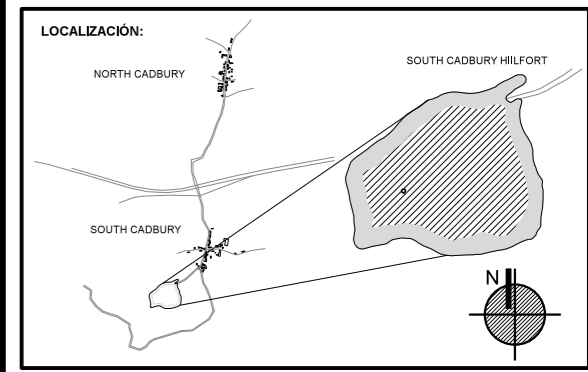 LOCALIZACIÓN:
SOUTH CADBURY HIILFORT
NORTH CADBURY
SOUTH CADBURY
N